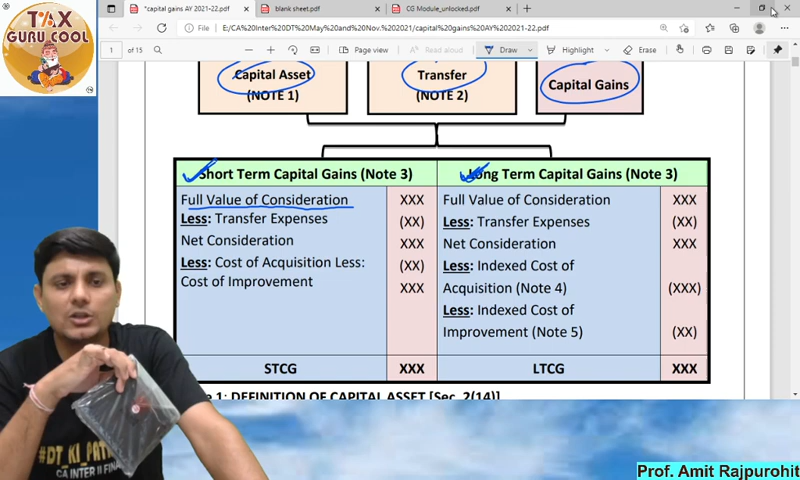 TAX
GURU COOL
*capital gains AY 2021-22.pdf
blank sheet.pdf
CG Module_unlocked.pdf
File
E:/CA%20Inter%20DT%20May%20and%20Nov.%202021/capital%20gains%20AY%202021-22.pdf
1 of 15
Page view
Draw
Highlight
Erase
Capital Asset
(NOTE 1)
Transfer
(NOTE 2)
Capital Gains
Short Term Capital Gains (Note 3)
Long Term Capital Gains (Note 3)
Full Value of Consideration XXX
Less: Transfer Expenses (XX)
Net Consideration XXX
Less: Cost of Acquisition Less: (XX)
Cost of Improvement XXX
Full Value of Consideration XXX
Less: Transfer Expenses (XX)
Net Consideration XXX
Less: Indexed Cost of
Acquisition (Note 4) (XXX)
Less: Indexed Cost of
Improvement (Note 5) (XX)
STCG XXX
LTCG XXX
1: DEFINITION OF CAPITAL ASSET [Sec. 2(14)]
CA INTER II FINA
Prof. Amit Rajpurohit